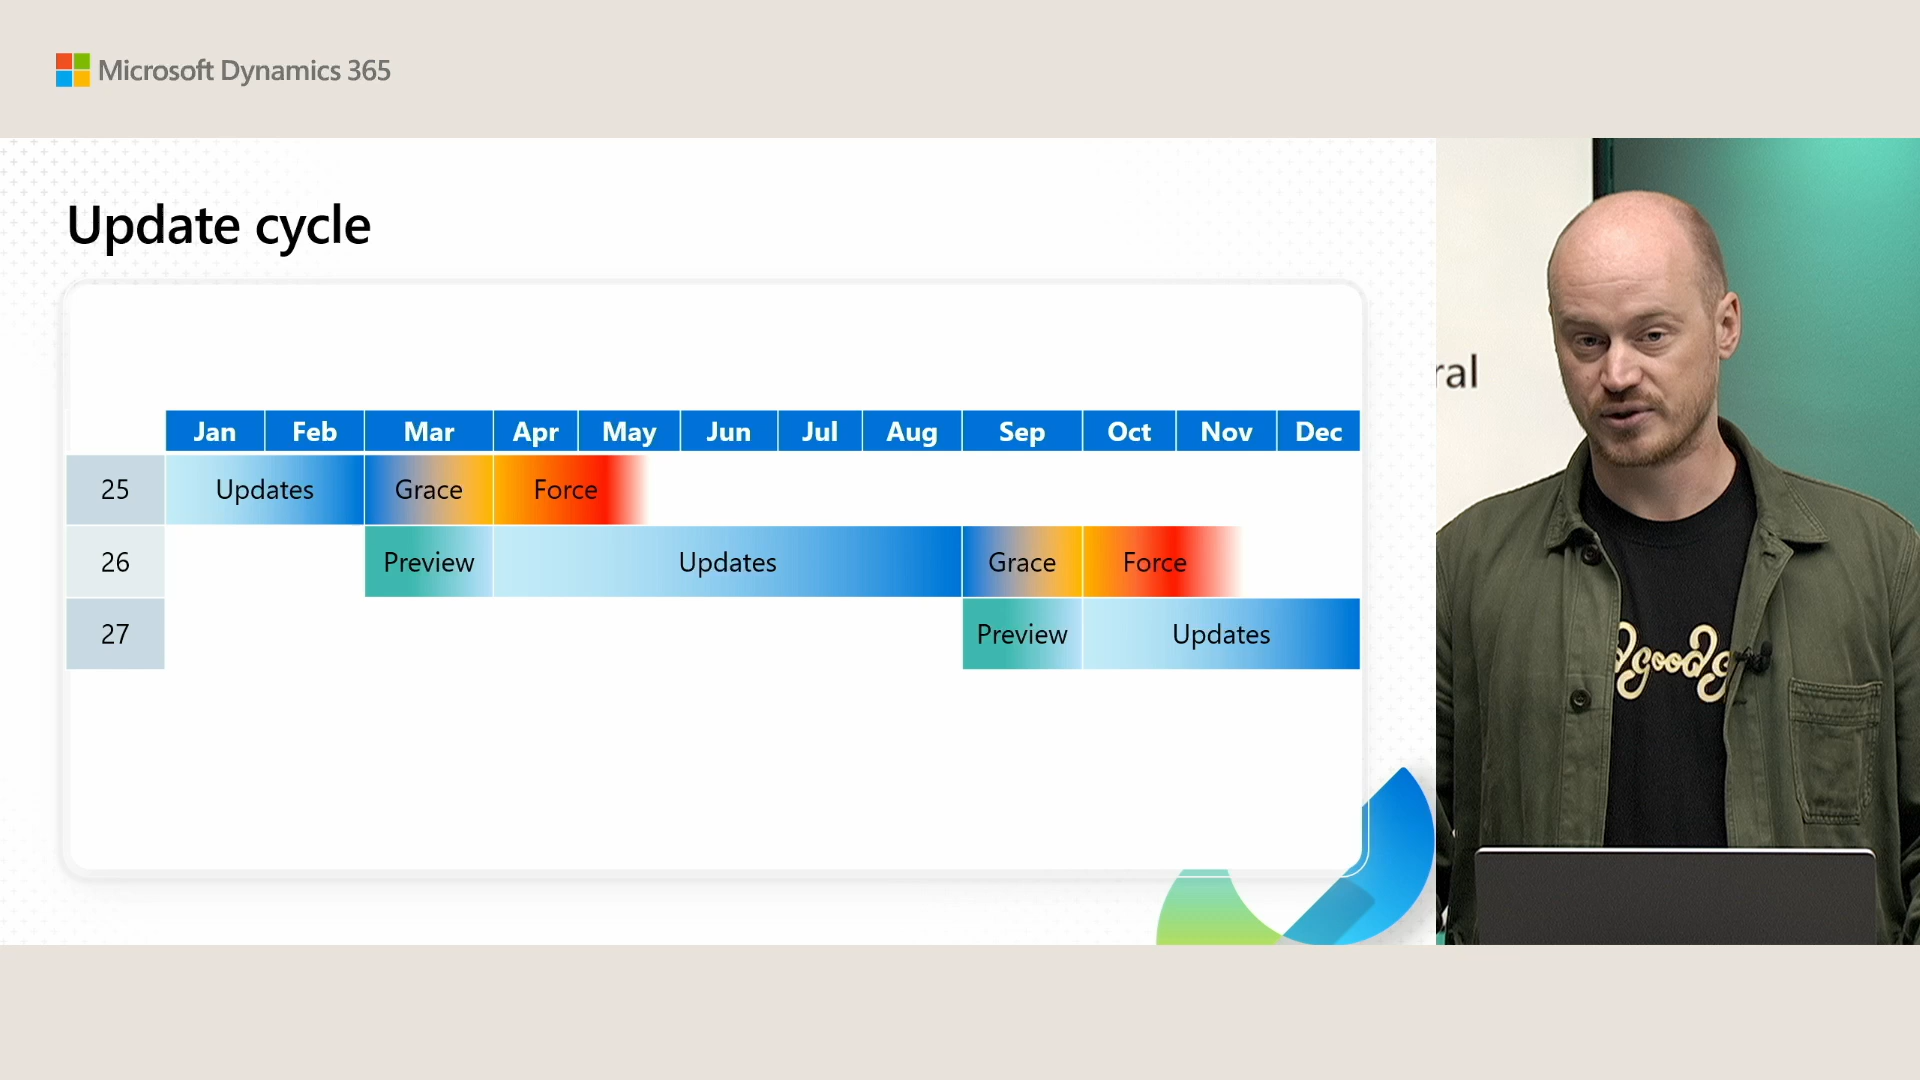 Microsoft Dynamics 365
Update cycle
Jan Feb Mar Apr May Jun Jul Aug Sep Oct Nov Dec
25 Updates Grace Force
26 Preview Updates Grace Force
27 Preview Updates
ral
good